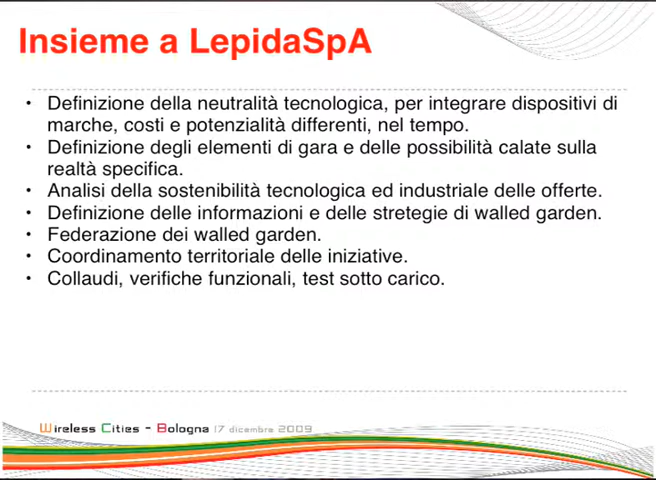 Insieme a LepidaSpA
• Definizione della neutralità tecnologica, per integrare dispositivi di
marche, costi e potenzialità differenti, nel tempo.
• Definizione degli elementi di gara e delle possibilità calate sulla
realtà specifica.
• Analisi della sostenibilità tecnologica ed industriale delle offerte.
• Definizione delle informazioni e delle stretegie di walled garden.
• Federazione dei walled garden.
• Coordinamento territoriale delle iniziative.
• Collaudi, verifiche funzionali, test sotto carico.
Wireless Cities - Bologna 17 dicembre 2009